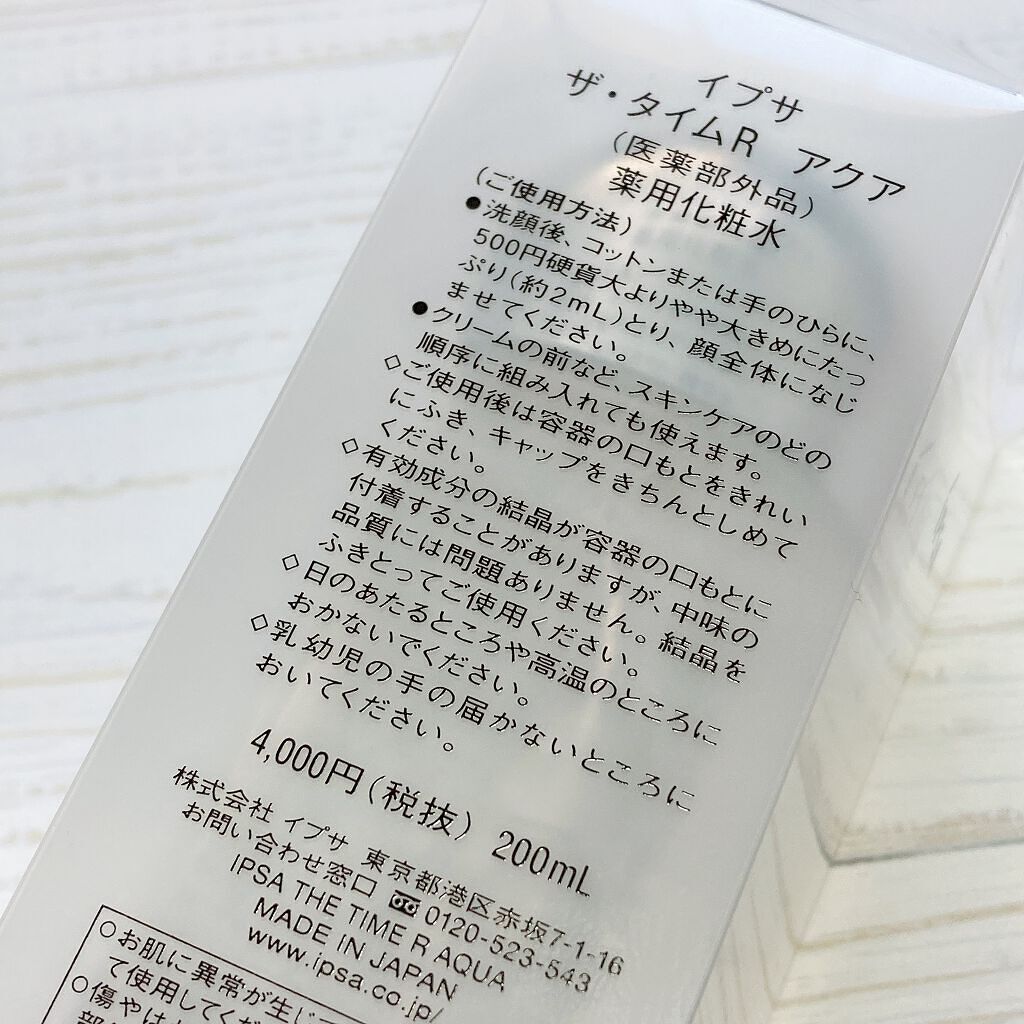 イプサ
ザ・タイムR アクア
(医薬部外品)
薬用化粧水
(ご使用方法)
●洗顔後、コットンまたは手のひらに、
500円硬貨大よりやや大きめにたっ
ぷり(約2mL)とり、顔全体になじ
ませてください。
●クリームの前など、スキンケアのどの
順序に組み入れても使えます。
◇ご使用後は容器の口もとをきれい
にふき、キャップをきちんとしめて
ください。
◇有効成分の結晶が容器の口もとに
付着することがありますが、中味の
品質には問題ありません。結晶を
ふきとってご使用ください。
◇日のあたるところや高温のところに
おかないでください。
◇乳幼児の手の届かないところに
おいてください。
4,000円(税抜) 200mL
株式会社 イプサ 東京都港区赤坂7-1-16
お問い合わせ窓口 0120-523-543
IPSA THE TIME R AQUA
MADE IN JAPAN
www.ipsa.co.jp/
○お肌に異常が生じ
て使用してくだ
○傷やは